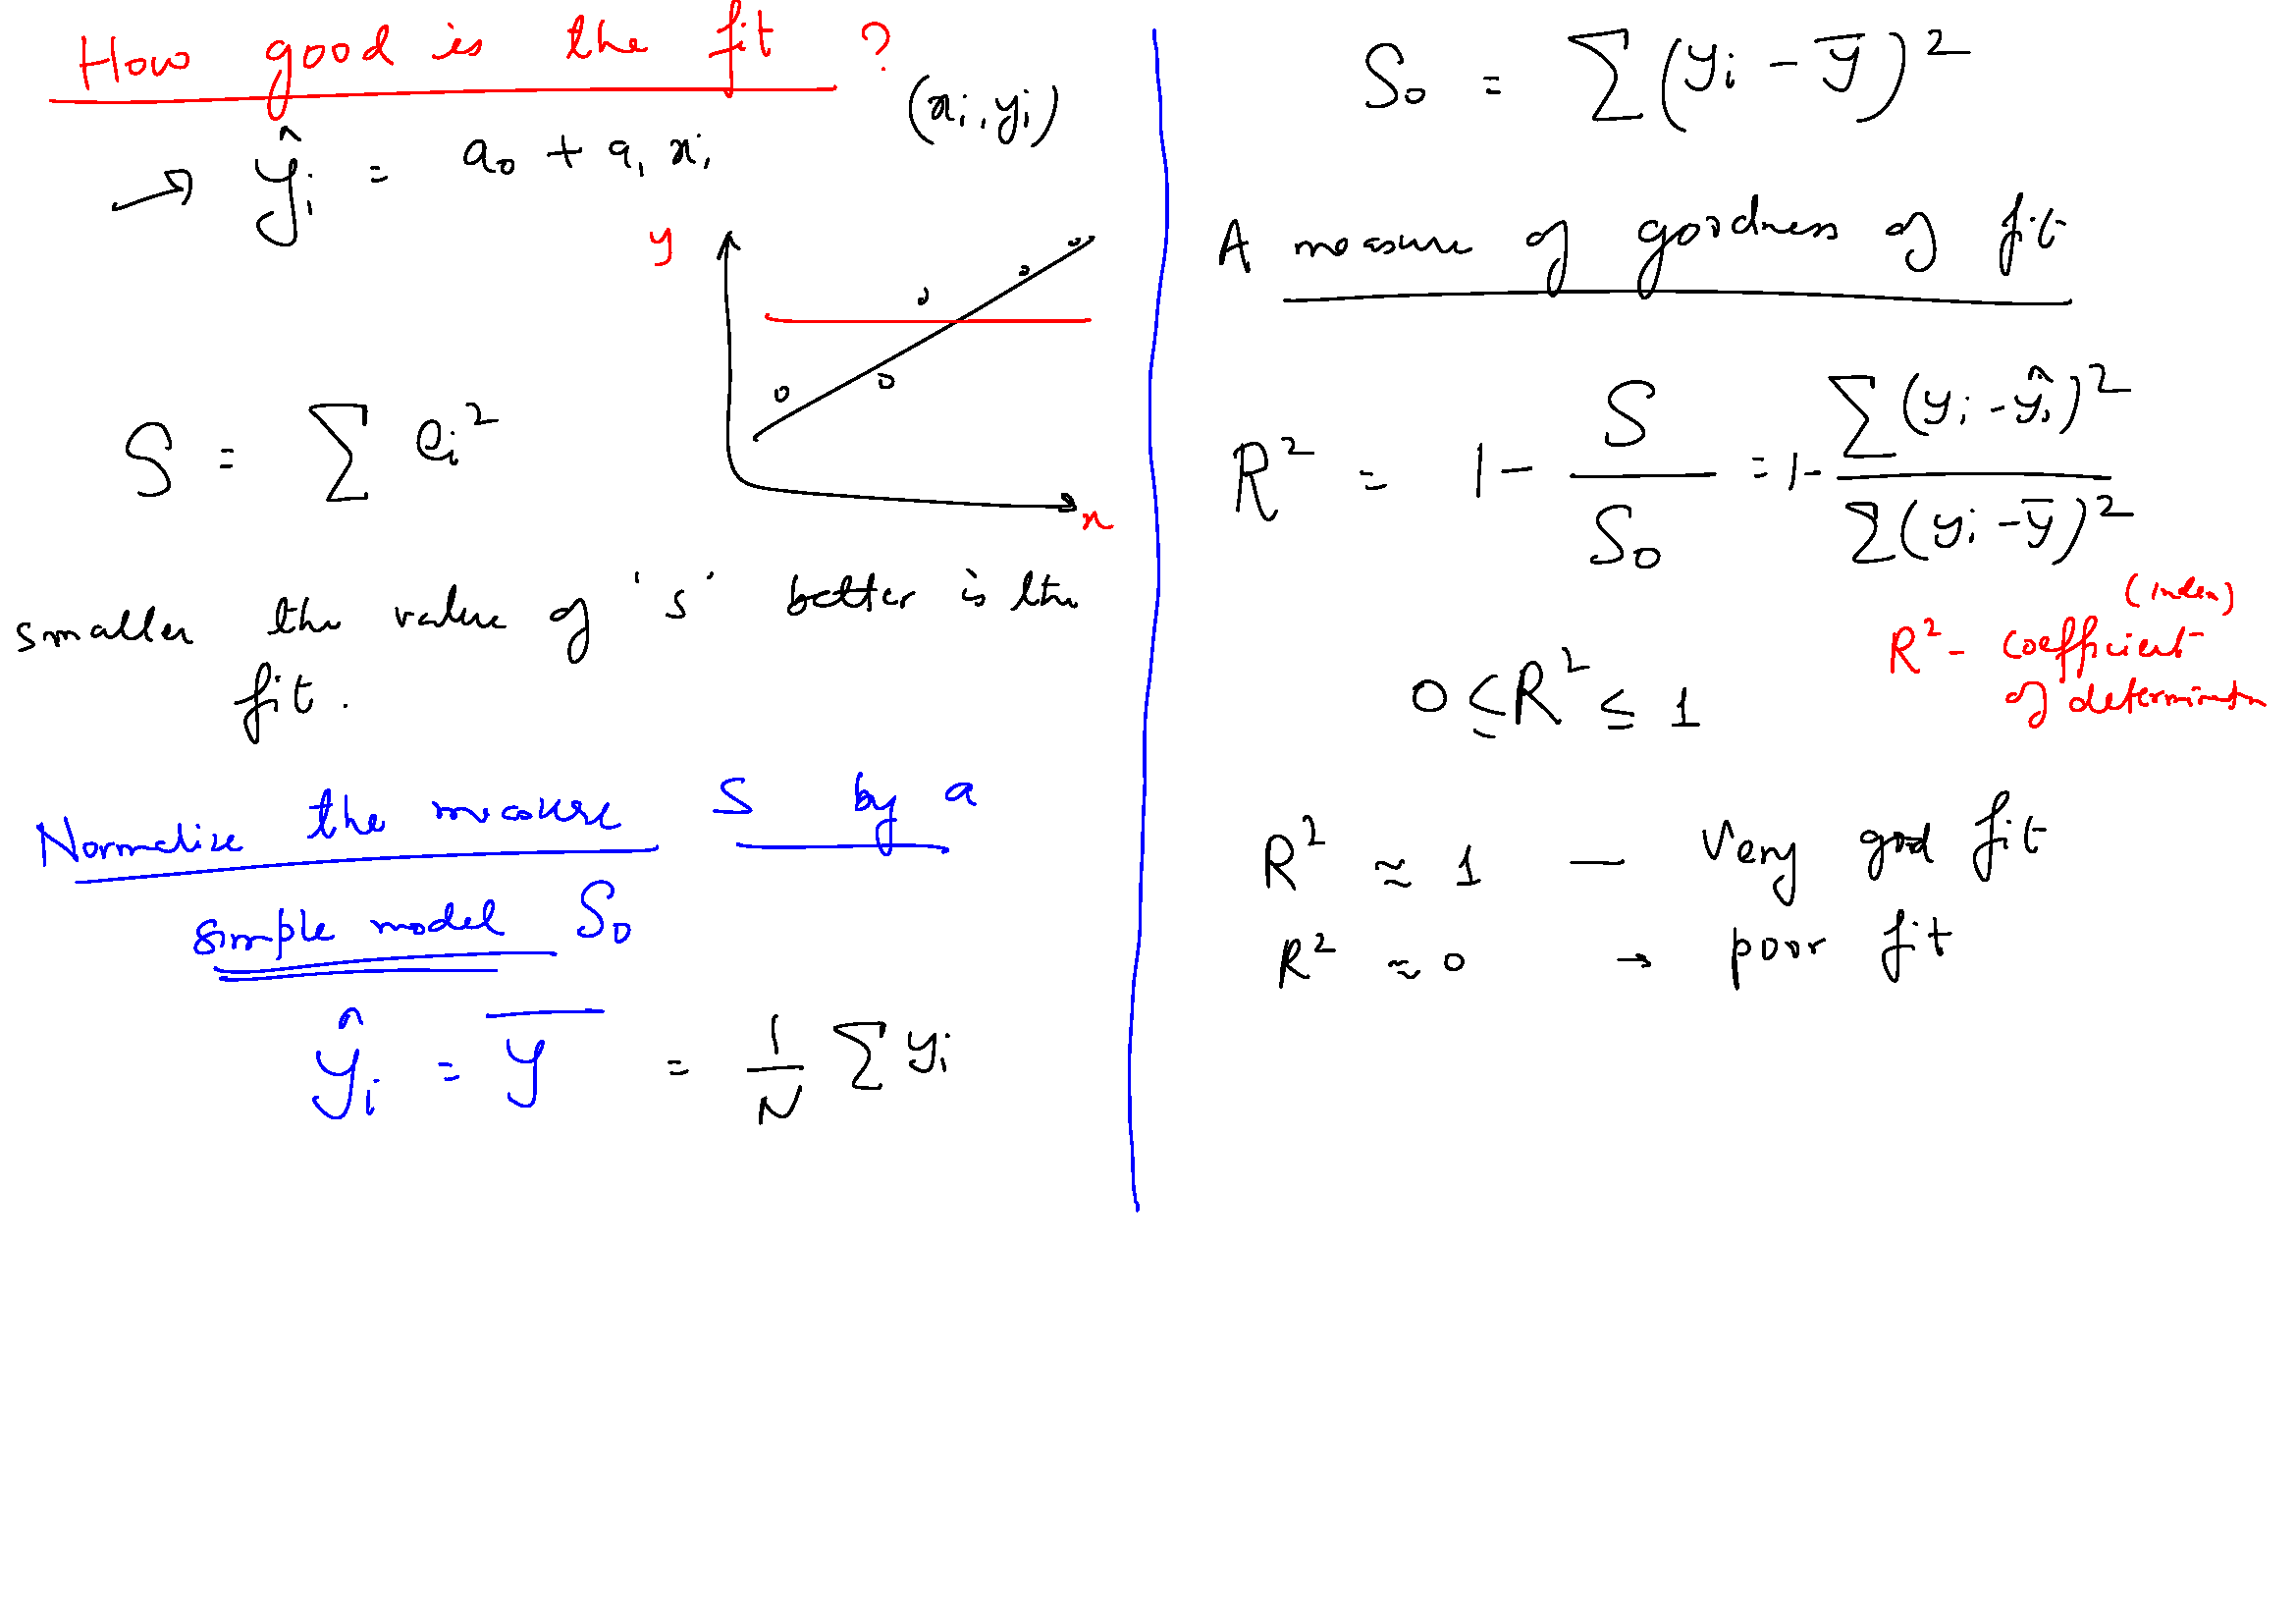 How good is the fit ?
(xi, yi)
→ ŷi = a0 + a1 xi
y
x
S = ∑ ei²
smaller the value of 's' better is the
fit.
Normalize the measure S by a
simple model S0
ŷi = ȳ = 1/N ∑ yi
S0 = ∑ (yi - ȳ)²
A measure of goodness of fit
R² = 1 - S/S0 = 1 - ∑(yi - ŷi)² / ∑(yi - ȳ)²
(index)
R² - coefficient
of determination
0 ≤ R² ≤ 1
R² ≈ 1 — Very good fit
R² ≈ 0 → poor fit